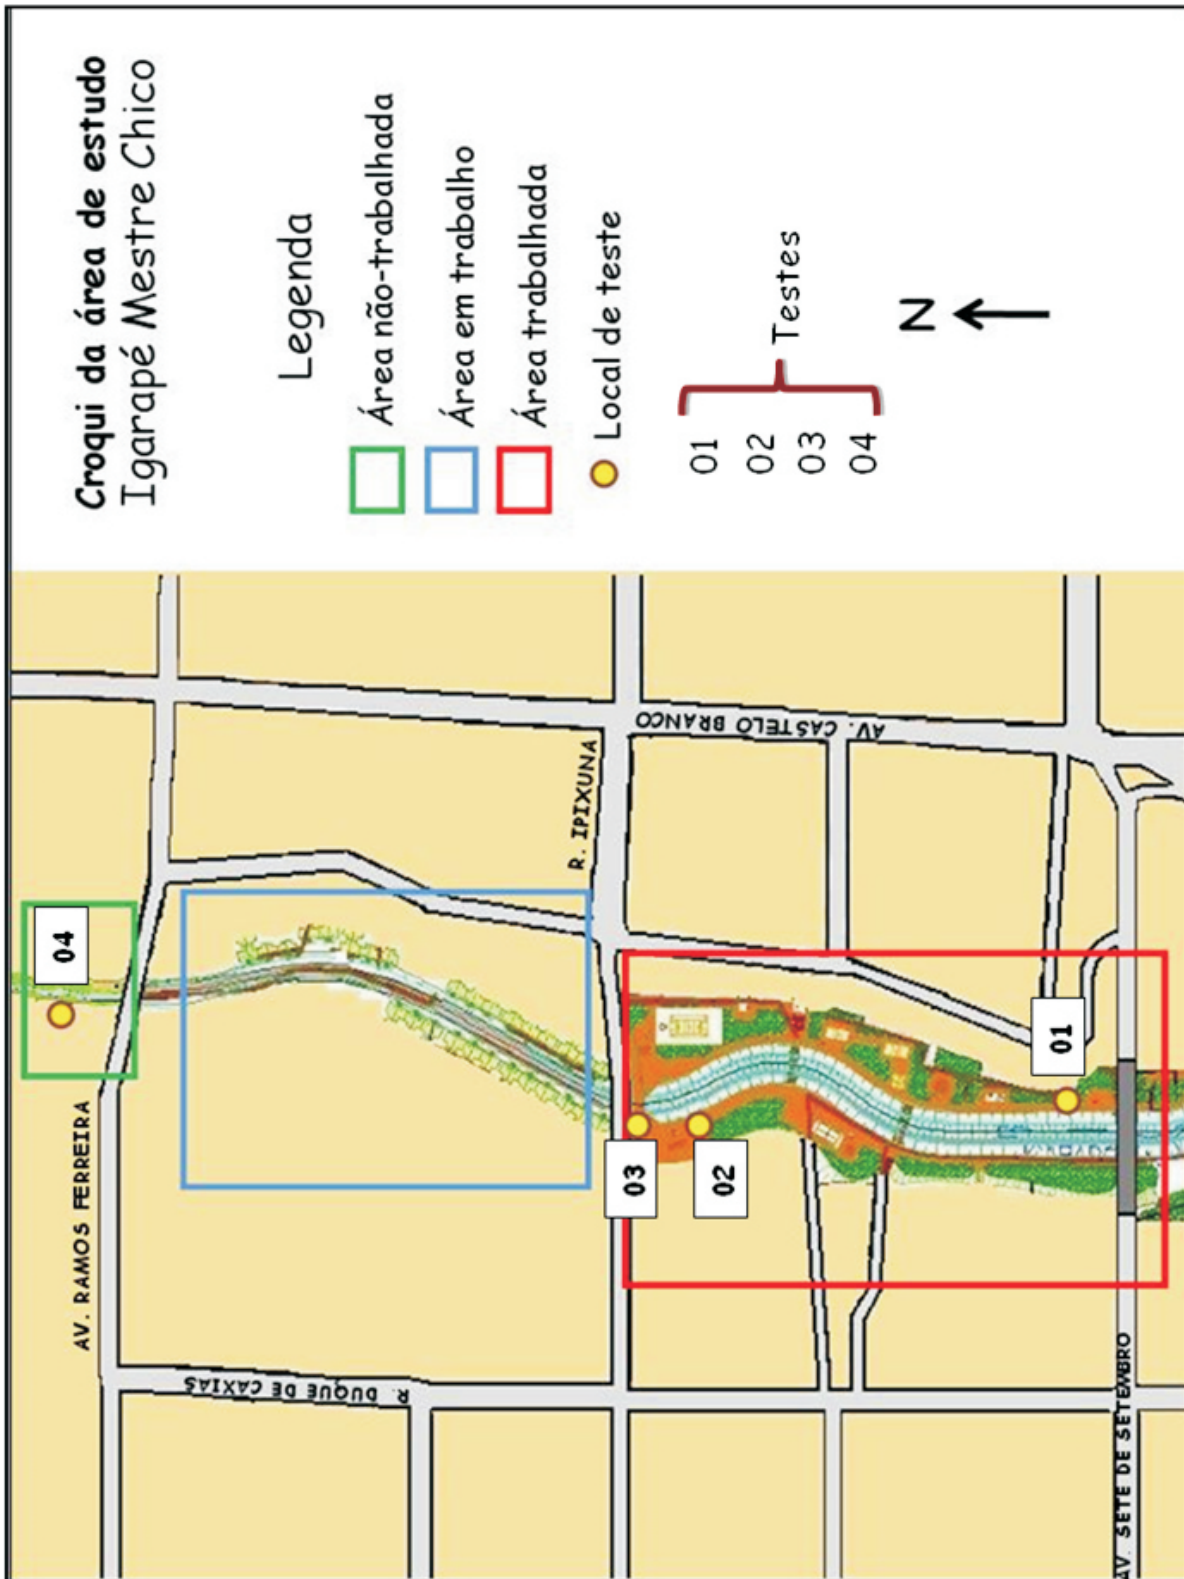 Croqui da área de estudo
Igarapé Mestre Chico
Legenda
Área não-trabalhada
Área em trabalho
Área trabalhada
Local de teste
01
02
03
04
Testes
N
04
AV. RAMOS FERREIRA
R. IPIXUNA
AV. CASTELO BRANCO
03
02
01
R. DUQUE DE CAXIAS
AV. SETE DE SETEMBRO